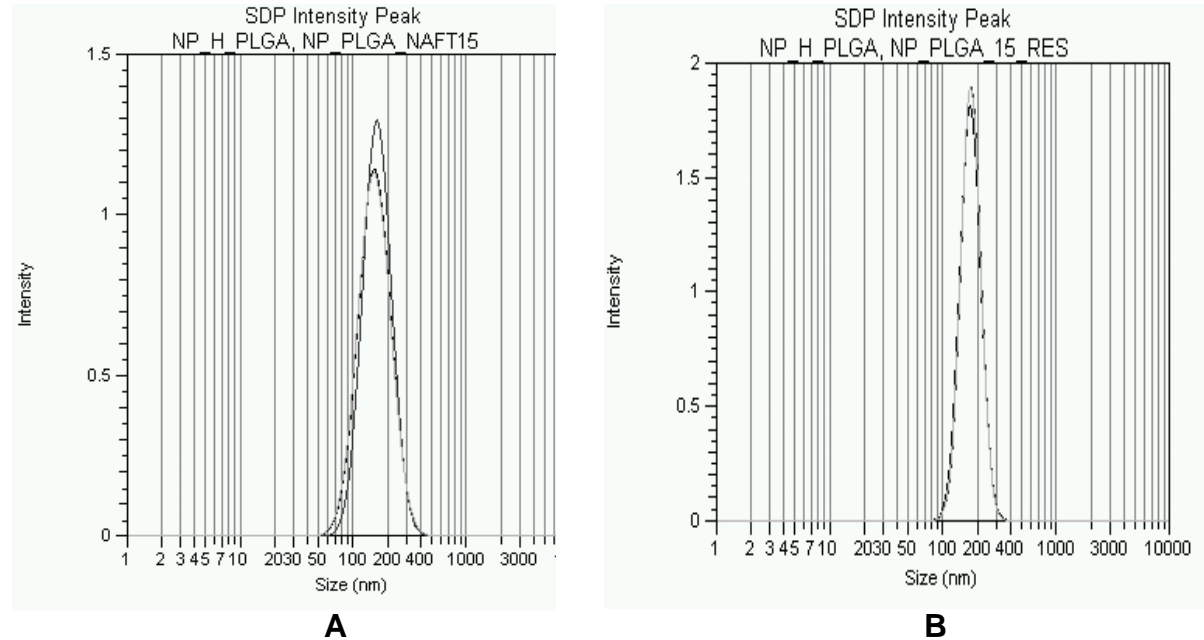 SDP Intensity Peak
NP_H_PLGA, NP_PLGA_NAFT15
1.5
1
0.5
0
Intensity
1 2 3 4 5 7 10 20 30 50 100 200 400 1000 3000
Size (nm)
A
SDP Intensity Peak
NP_H_PLGA, NP_PLGA_15_RES
2
1.5
1
0.5
0
Intensity
1 2 3 4 5 7 10 20 30 50 100 200 400 1000 3000 10000
Size (nm)
B